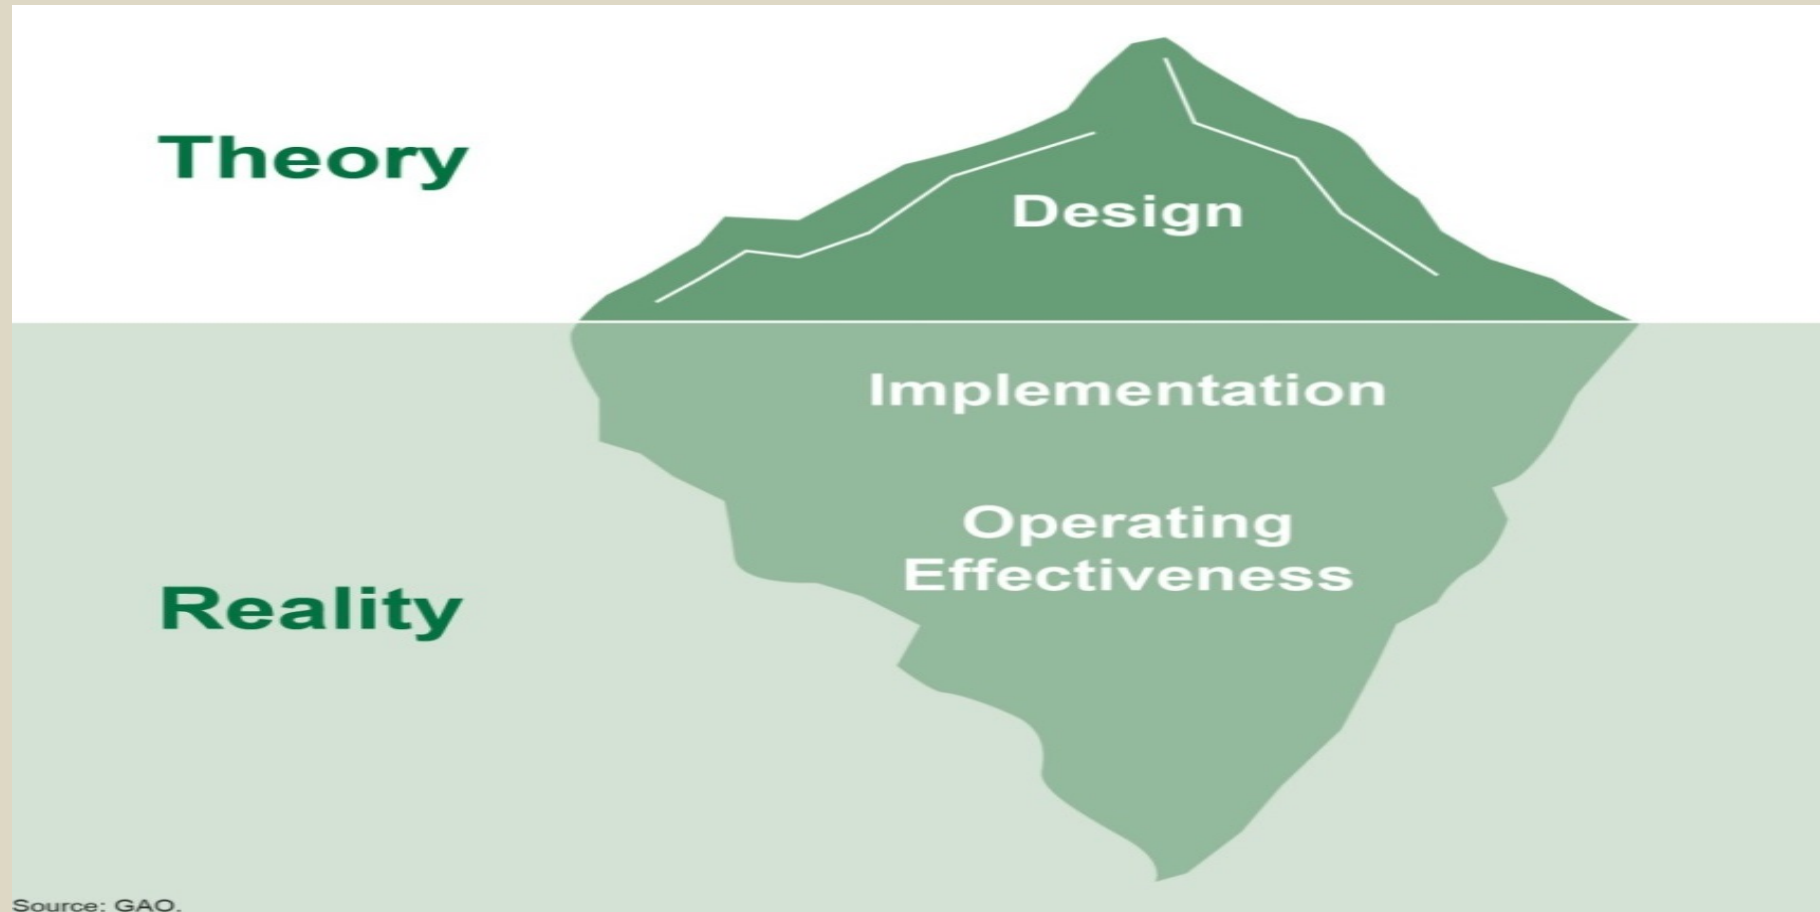 Theory
Design
Implementation
Operating
Effectiveness
Reality
Source: GAO.